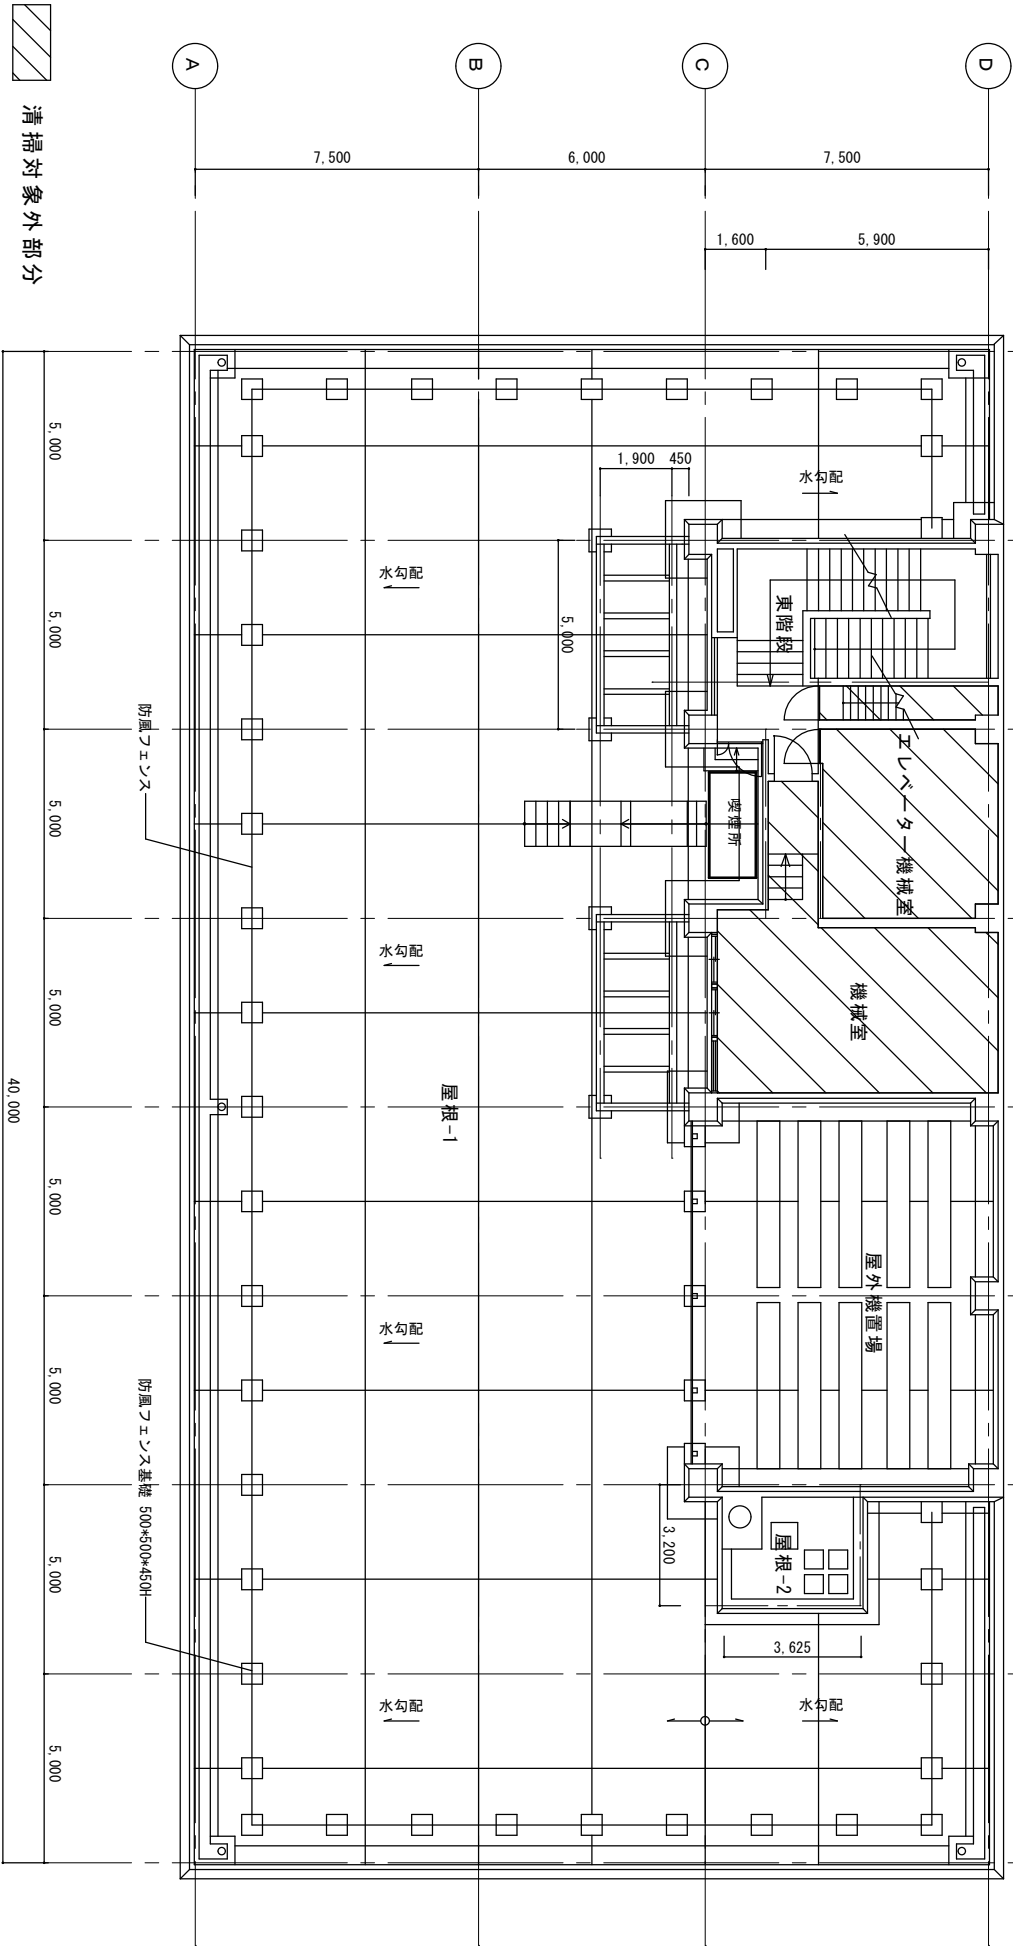 A
B
C
D
7,500
6,000
7,500
1,600
5,900
清掃対象外部分
5,000
5,000
5,000
5,000
5,000
5,000
5,000
5,000
40,000
1,900
450
水勾配
水勾配
5,000
東階段
エレベーター機械室
喫煙所
防風フェンス
水勾配
機械室
屋根-1
屋外機置場
水勾配
防風フェンス基礎 500*500*450H
3,200
屋根-2
3,625
水勾配
水勾配